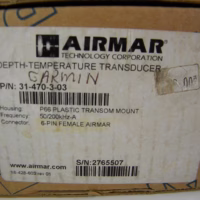 AIRMAR
TECHNOLOGY CORPORATION
DEPTH-TEMPERATURE TRANSDUCER
GARMIN
P/N: 31-470-3-03
Housing: P66 PLASTIC TRANSOM MOUNT
Frequency: 50/200kHz-A
Connector: 6-PIN FEMALE AIRMAR
www.airmar.com S/N:2765507